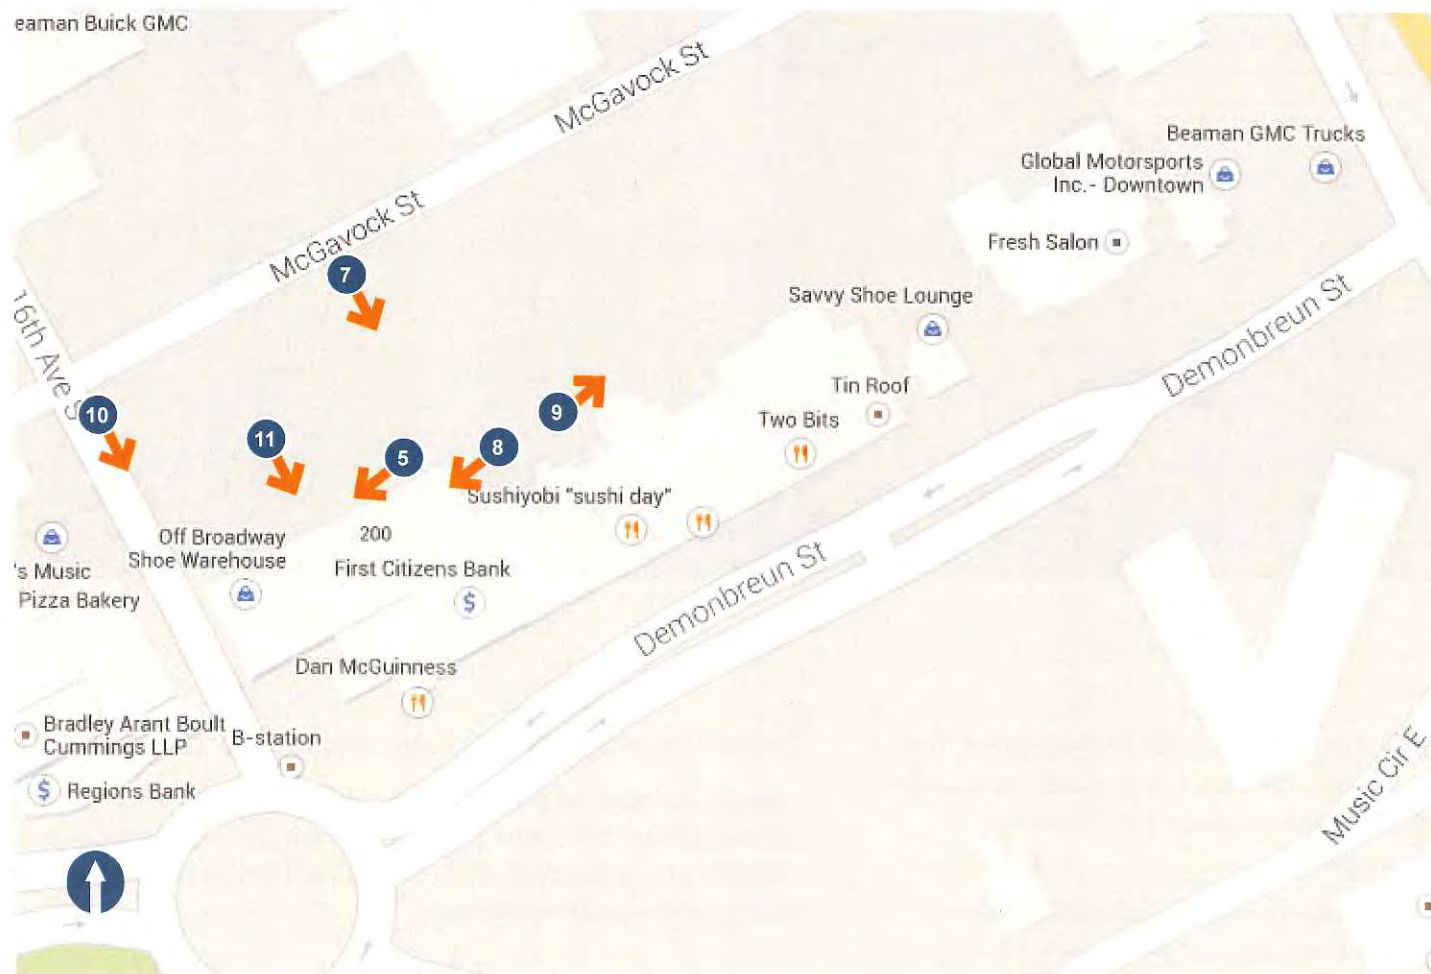 eaman Buick GMC
McGavock St
Beaman GMC Trucks
Global Motorsports
Inc.- Downtown
McGavock St
Fresh Salon
7
Savvy Shoe Lounge
16th Ave S
Demonbreun St
Tin Roof
10
9
Two Bits
11
5
8
Sushiyobi "sushi day"
Off Broadway
Shoe Warehouse
200
First Citizens Bank
$
's Music
Pizza Bakery
Demonbreun St
Dan McGuinness
Bradley Arant Boult
Cummings LLP
B-station
$
Regions Bank
Music Cir E